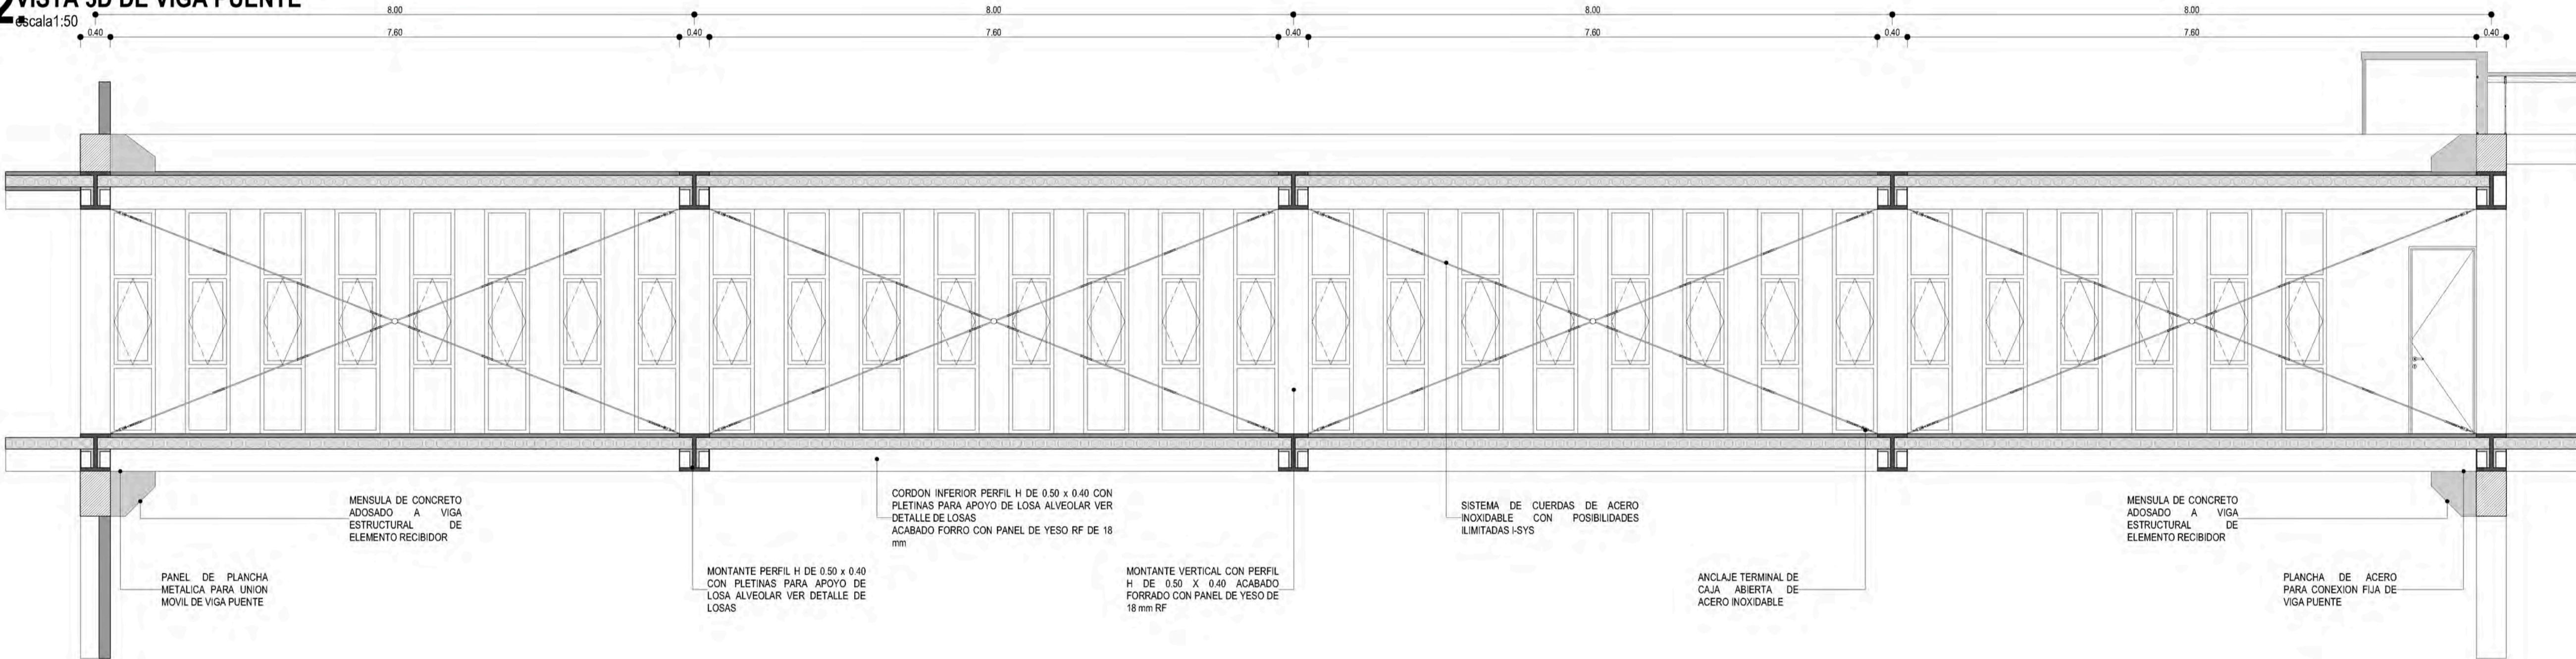 2.
VISTA 3D DE VIGA PUENTE
escala1:50
8.00
8.00
8.00
8.00
0.40
7.60
0.40
7.60
0.40
7.60
0.40
7.60
0.40
MENSULA DE CONCRETO
ADOSADO A VIGA
ESTRUCTURAL DE
ELEMENTO RECIBIDOR
PANEL DE PLANCHA
METALICA PARA UNION
MOVIL DE VIGA PUENTE
CORDON INFERIOR PERFIL H DE 0.50 x 0.40 CON
PLETINAS PARA APOYO DE LOSA ALVEOLAR VER
DETALLE DE LOSAS
ACABADO FORRO CON PANEL DE YESO RF DE 18
mm
MONTANTE PERFIL H DE 0.50 x 0.40
CON PLETINAS PARA APOYO DE
LOSA ALVEOLAR VER DETALLE DE
LOSAS
MONTANTE VERTICAL CON PERFIL
H DE 0.50 X 0.40 ACABADO
FORRADO CON PANEL DE YESO DE
18 mm RF
SISTEMA DE CUERDAS DE ACERO
INOXIDABLE CON POSIBILIDADES
ILIMITADAS I-SYS
ANCLAJE TERMINAL DE
CAJA ABIERTA DE
ACERO INOXIDABLE
MENSULA DE CONCRETO
ADOSADO A VIGA
ESTRUCTURAL DE
ELEMENTO RECIBIDOR
PLANCHA DE ACERO
PARA CONEXION FIJA DE
VIGA PUENTE